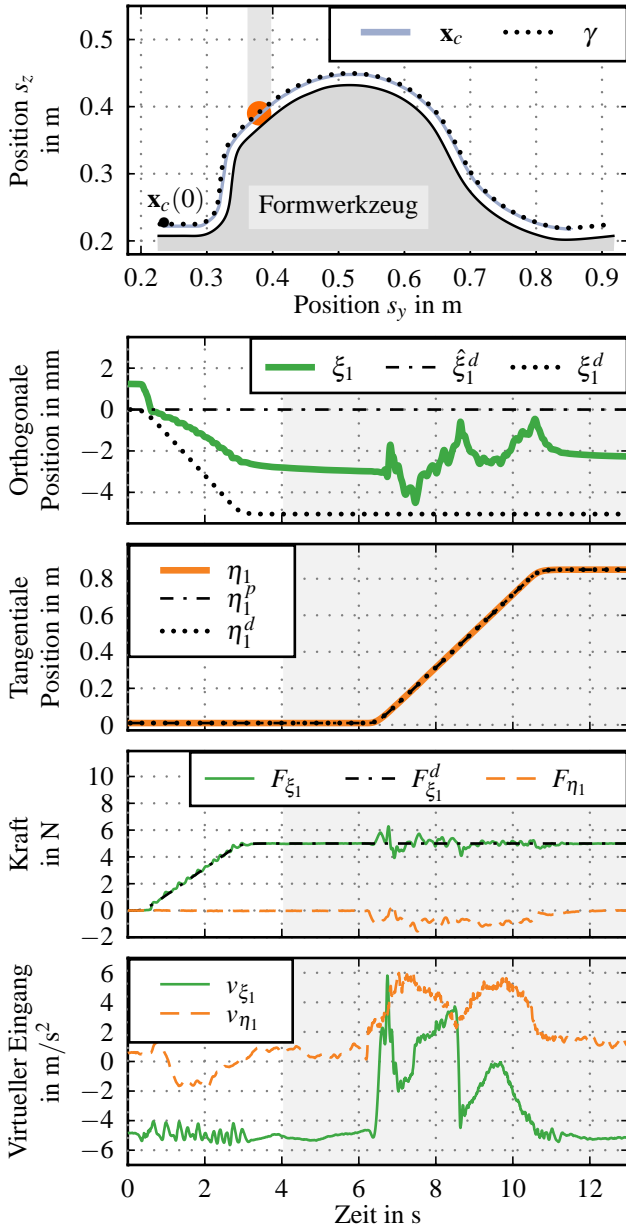 0.5
0.4
0.3
0.2
Position s_z
in m
x_c γ
x_c(0)
Formwerkzeug
0.2 0.3 0.4 0.5 0.6 0.7 0.8 0.9
Position s_y in m
2
0
−2
−4
Orthogonale
Position in mm
ξ_1 ξ̂_1^d ξ_1^d
0.8
0.6
0.4
0.2
0
Tangentiale
Position in m
η_1
η_1^p
η_1^d
10
8
6
4
2
0
−2
Kraft
in N
F_ξ_1 F_ξ_1^d F_η_1
6
4
2
0
−2
−4
−6
Virtueller Eingang
in m/s²
v_ξ_1
v_η_1
0 2 4 6 8 10 12
Zeit in s